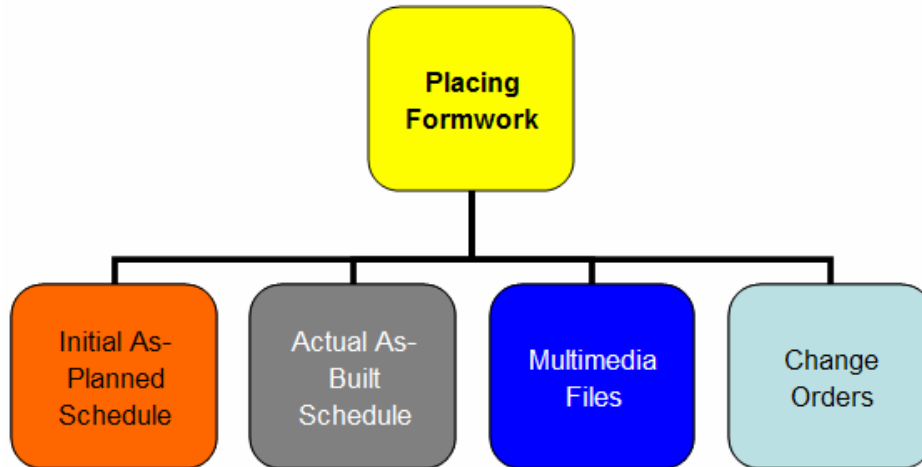 Placing
Formwork
Initial As-
Planned
Schedule
Actual As-
Built
Schedule
Multimedia
Files
Change
Orders